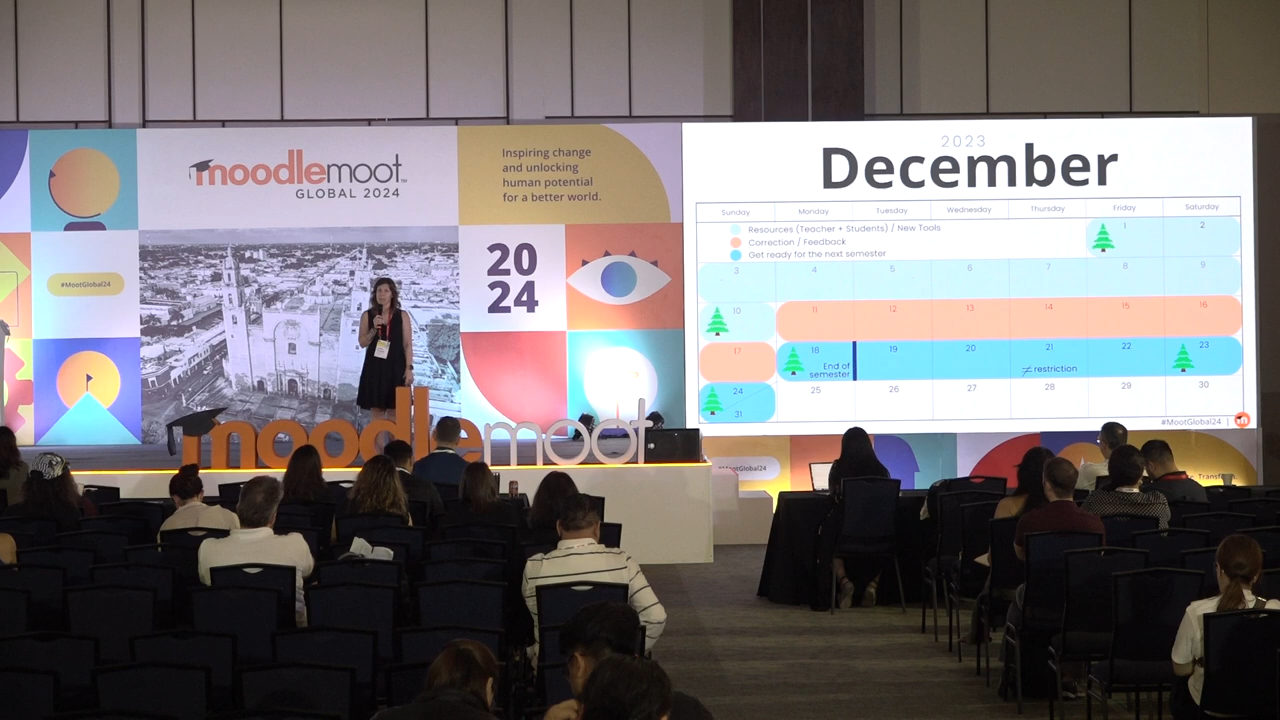 moodlemoot
GLOBAL 2024
Inspiring change
and unlocking
human potential
for a better world.
#MootGlobal24
20
24
moodlemoot
2023
December
Sunday Monday Tuesday Wednesday Thursday Friday Saturday
Resources (Teacher + Students) / New Tools
Correction / Feedback
Get ready for the next semester
1 2
3 4 5 6 7 8 9
10 11 12 13 14 15 16
17 18 19 20 21 22 23
End of
semester
≠ restriction
24 25 26 27 28 29 30
31
#MootGlobal24 | m
#MootGlobal24
Transform.